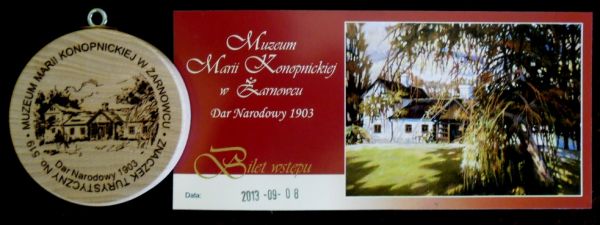 MUZEUM MARII KONOPNICKIEJ W ŻARNOWCU • ZNACZEK TURYSTYCZNY No 519 •
Dar Narodowy 1903
Muzeum
Marii Konopnickiej
w Żarnowcu
Dar Narodowy 1903
Bilet wstępu
Data: 2013-09-08